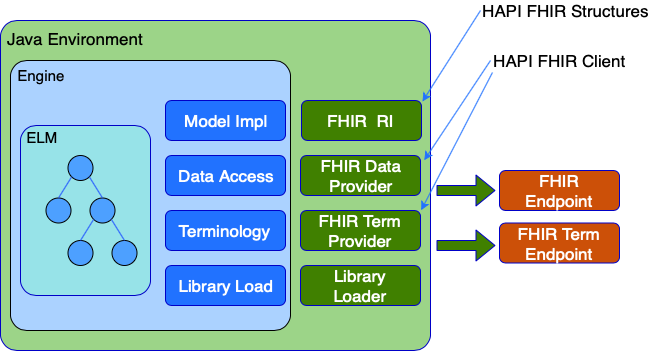 HAPI FHIR Structures
Java Environment
HAPI FHIR Client
Engine
Model Impl
FHIR RI
ELM
Data Access
FHIR Data
Provider
FHIR
Endpoint
Terminology
FHIR Term
Provider
FHIR Term
Endpoint
Library Load
Library
Loader